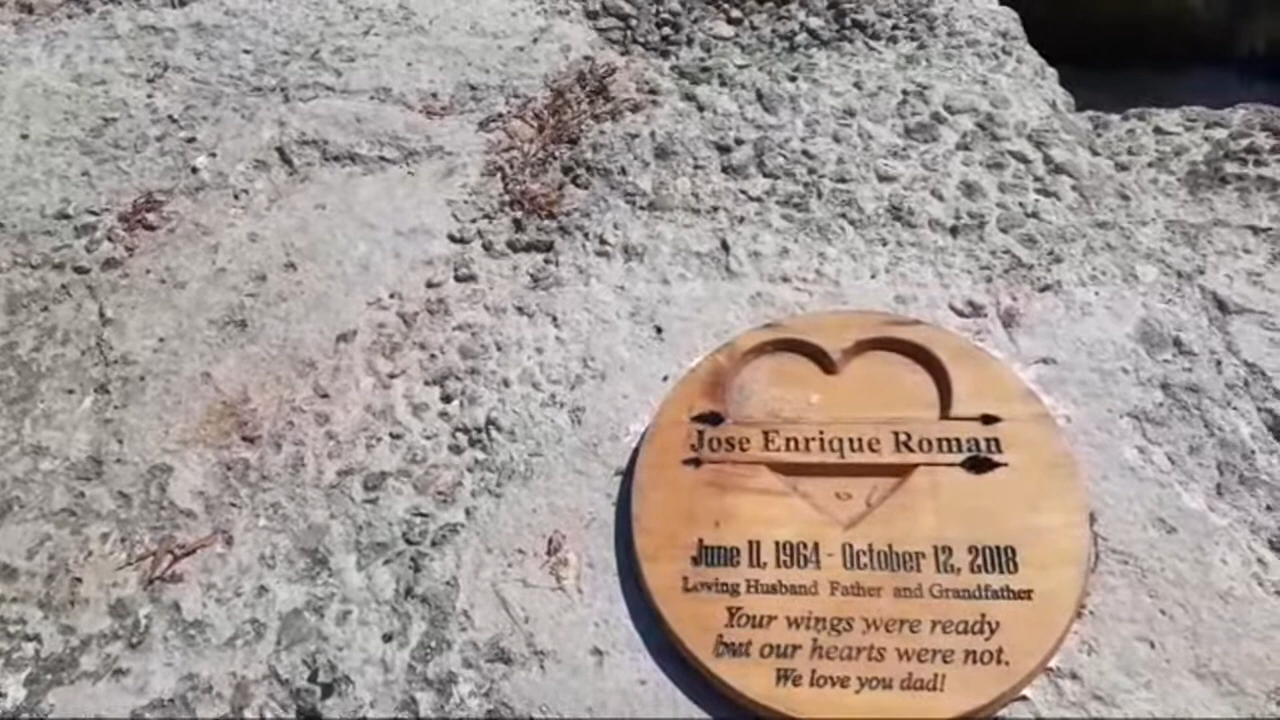 Jose Enrique Roman
June 11, 1964 - October 12, 2018
Loving Husband Father and Grandfather
Your wings were ready
but our hearts were not.
We love you dad!